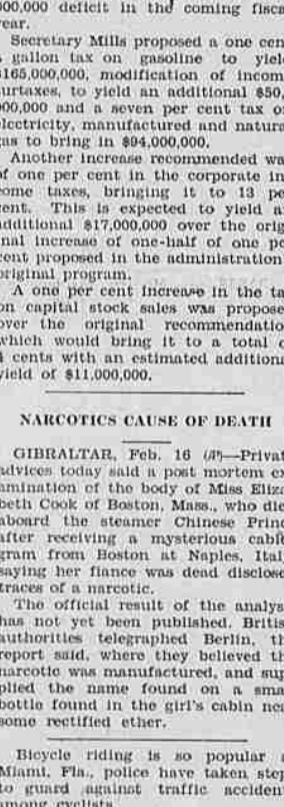 000,000 deficit in the coming fisca
year.
Secretary Mills proposed a one cen
a gallon tax on gasoline to yiel
$165,000,000, modification of incom
surtaxes, to yield an additional $50,
000,000 and a seven per cent tax o
electricity, manufactured and natura
gas to bring in $94,000,000.
Another increase recommended wa
of one per cent in the corporate in
come taxes, bringing it to 13 pe
cent. This is expected to yield a
additional $17,000,000 over the orig
inal increase of one-half of one pe
cent proposed in the administration
original program.
A one per cent increase in the ta
on capital stock sales was propose
over the original recommendatio
which would bring it to a total o
4 cents with an estimated additiona
yield of $11,000,000.
NARCOTICS CAUSE OF DEATH
GIBRALTAR, Feb. 16 (AP)—Privat
advices today said a post mortem ex
amination of the body of Miss Eliza
beth Cook of Boston, Mass., who die
aboard the steamer Chinese Princ
after receiving a mysterious cable
gram from Boston at Naples, Ital
saying her fiance was dead disclose
traces of a narcotic.
The official result of the analys
has not yet been published. Britis
authorities telegraphed Berlin, th
report said, where they believed th
narcotic was manufactured, and sup
plied the name found on a sma
bottle found in the girl's cabin nea
some rectified ether.
Bicycle riding is so popular a
Miami, Fla., police have taken step
to guard against traffic accident
among cyclists.